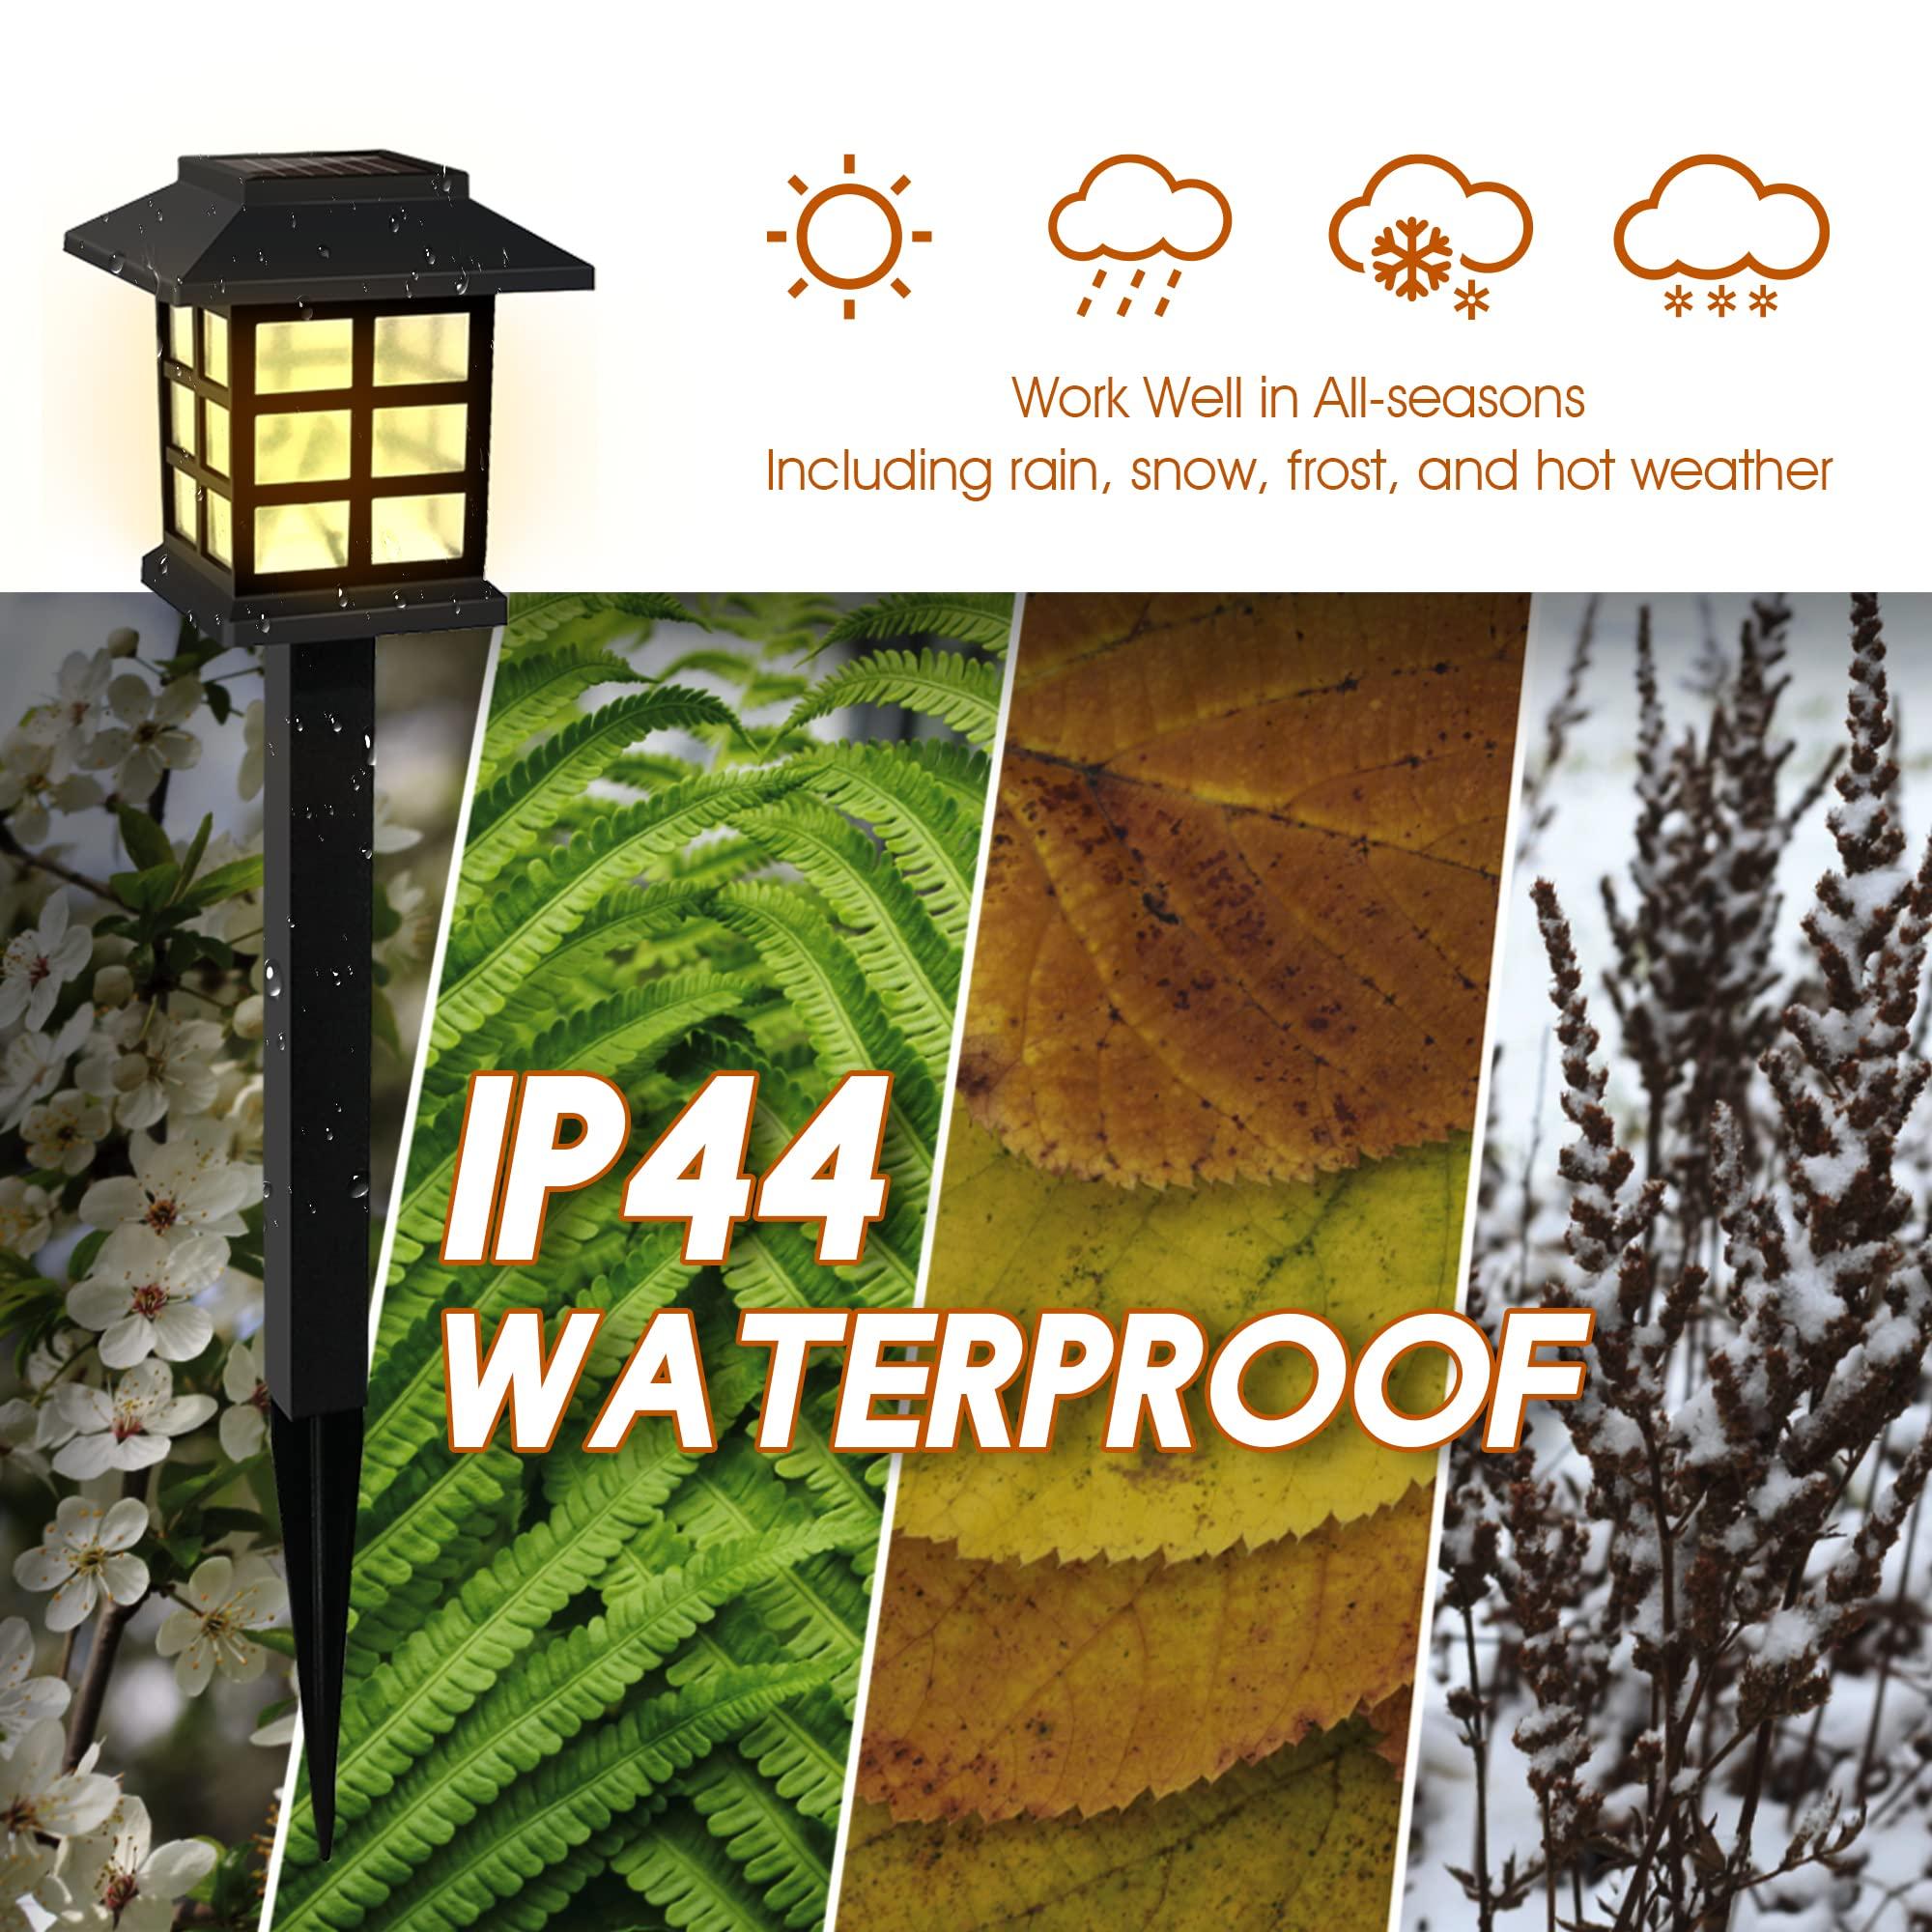 Work Well in All-seasons
Including rain, snow, frost, and hot weather
IP44
WATERPROOF